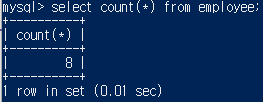 mysql> select count(*) from employee;
+----------+
| count(*) |
+----------+
|        8 |
+----------+
1 row in set (0.01 sec)